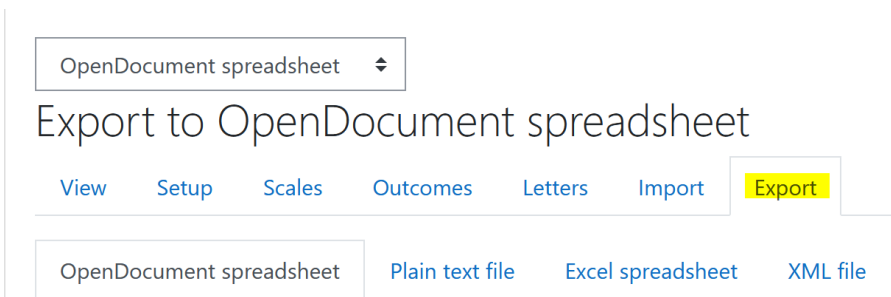 OpenDocument spreadsheet
Export to OpenDocument spreadsheet
View Setup Scales Outcomes Letters Import Export
OpenDocument spreadsheet Plain text file Excel spreadsheet XML file